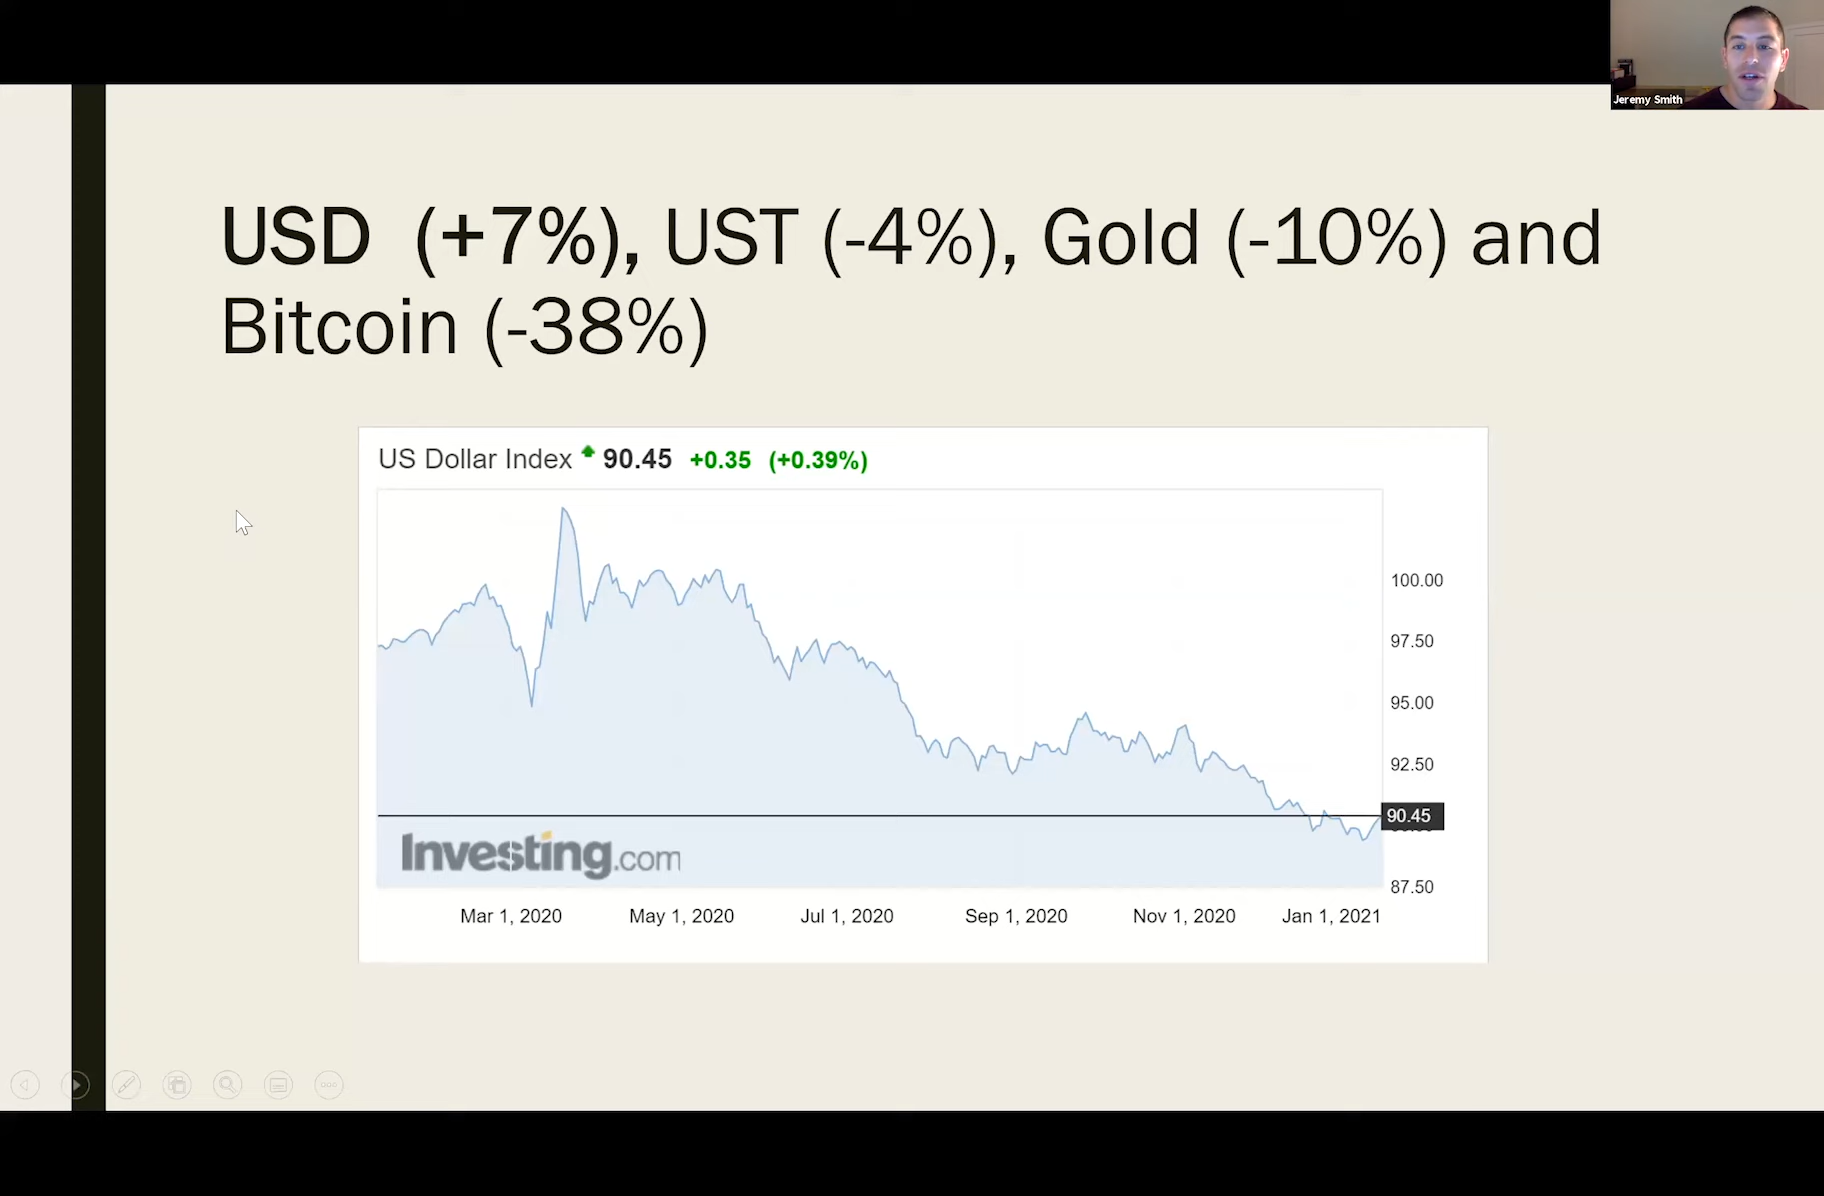 Jeremy Smith
USD (+7%), UST (-4%), Gold (-10%) and
Bitcoin (-38%)
US Dollar Index 90.45 +0.35 (+0.39%)
100.00
97.50
95.00
92.50
90.45
87.50
Investing.com
Mar 1, 2020 May 1, 2020 Jul 1, 2020 Sep 1, 2020 Nov 1, 2020 Jan 1, 2021